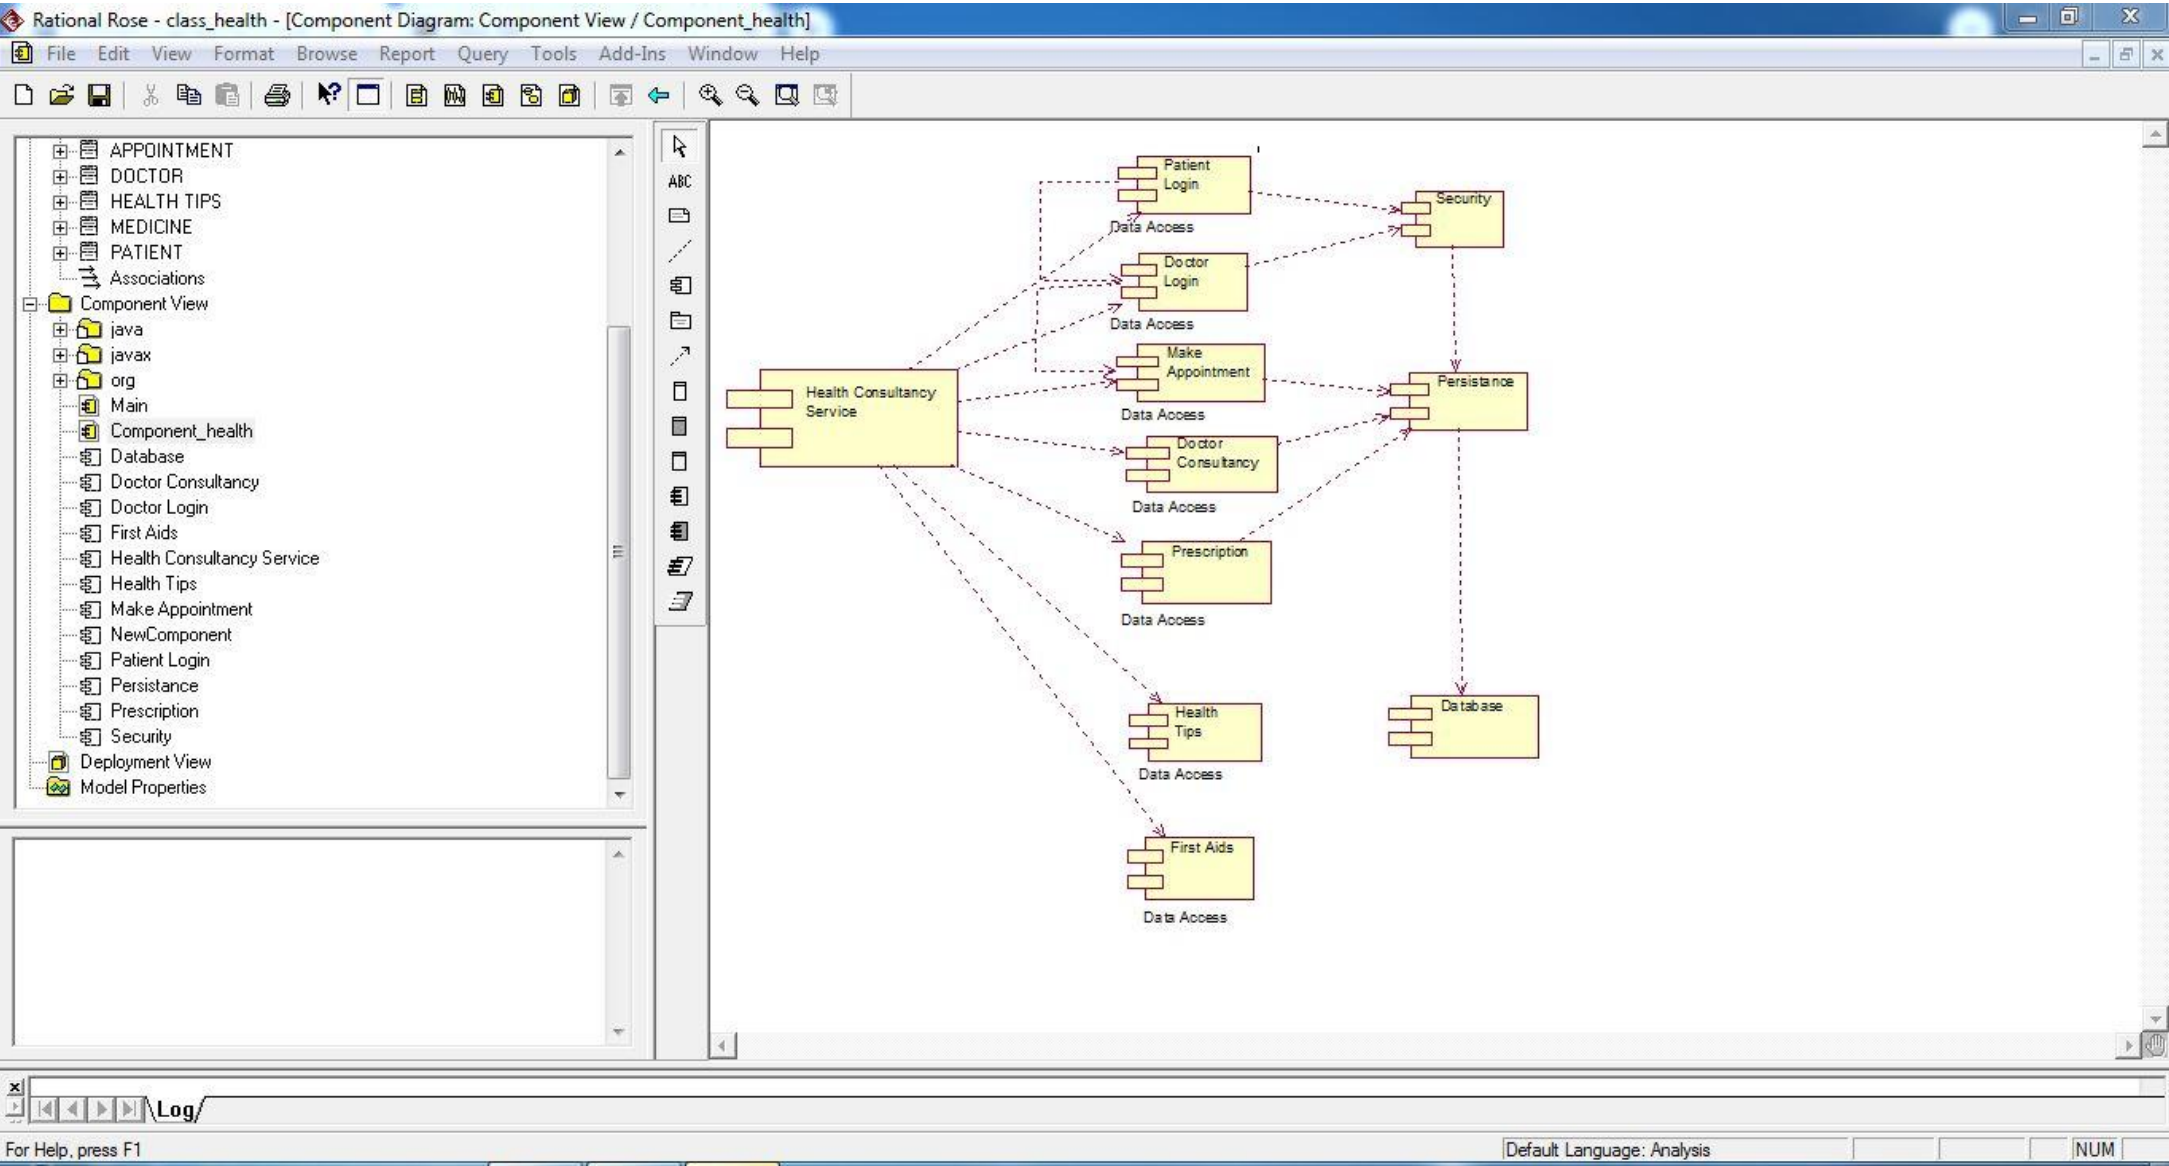 Rational Rose - class_health - [Component Diagram: Component View / Component_health]
File Edit View Format Browse Report Query Tools Add-Ins Window Help
APPOINTMENT
DOCTOR
HEALTH TIPS
MEDICINE
PATIENT
Associations
Component View
java
javax
org
Main
Component_health
Database
Doctor Consultancy
Doctor Login
First Aids
Health Consultancy Service
Health Tips
Make Appointment
NewComponent
Patient Login
Persistance
Prescription
Security
Deployment View
Model Properties
ABC
Health Consultancy
Service
Patient
Login
Data Access
Doctor
Login
Data Access
Make
Appointment
Data Access
Doctor
Consultancy
Data Access
Prescription
Data Access
Health
Tips
Data Access
First Aids
Data Access
Security
Persistance
Database
Log
For Help, press F1
Default Language: Analysis
NUM